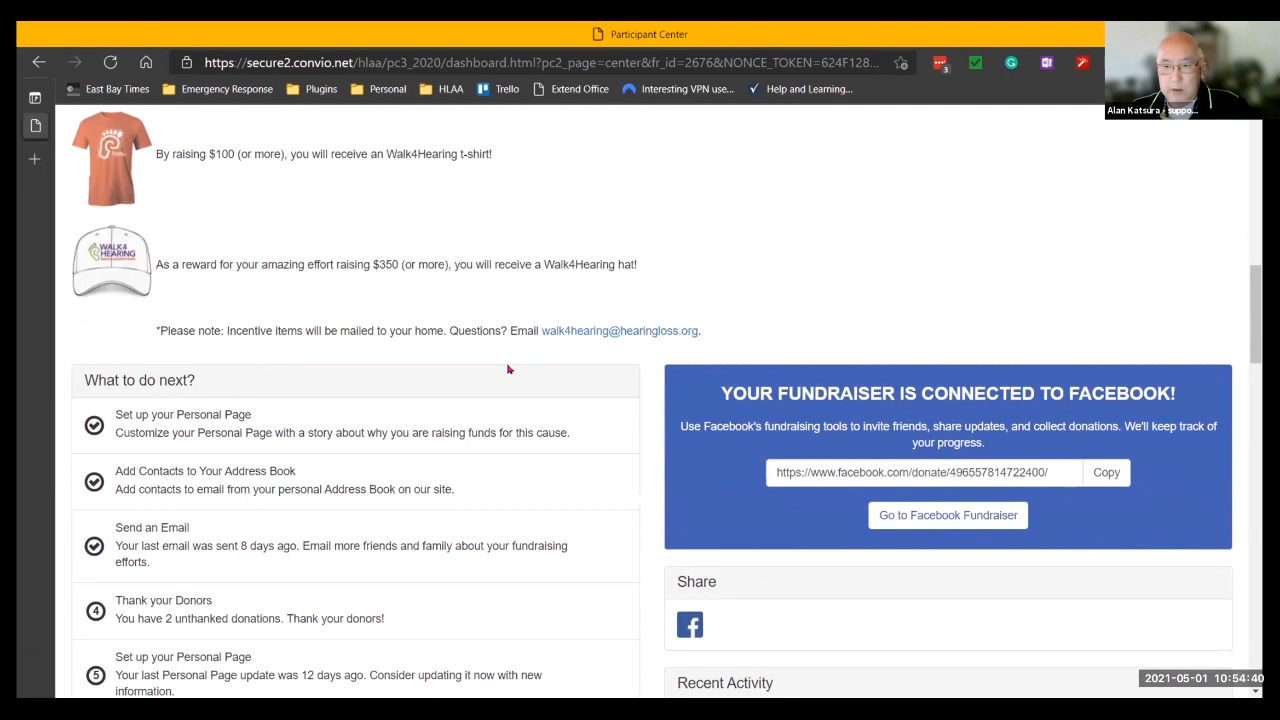 Participant Center
https://secure2.convio.net/hlaa/pc3_2020/dashboard.html?pc2_page=center&fr_id=2676&NONCE_TOKEN=624F128...
3
East Bay Times
Emergency Response
Plugins
Personal
HLAA
Trello
Extend Office
Interesting VPN use...
Help and Learning...
Alan Katsura - suppo...
By raising $100 (or more), you will receive an Walk4Hearing t-shirt!
WALK4
HEARING
As a reward for your amazing effort raising $350 (or more), you will receive a Walk4Hearing hat!
*Please note: Incentive items will be mailed to your home. Questions? Email walk4hearing@hearingloss.org.
What to do next?
Set up your Personal Page
Customize your Personal Page with a story about why you are raising funds for this cause.
Add Contacts to Your Address Book
Add contacts to email from your personal Address Book on our site.
Send an Email
Your last email was sent 8 days ago. Email more friends and family about your fundraising
efforts.
4
Thank your Donors
You have 2 unthanked donations. Thank your donors!
5
Set up your Personal Page
Your last Personal Page update was 12 days ago. Consider updating it now with new
information.
YOUR FUNDRAISER IS CONNECTED TO FACEBOOK!
Use Facebook's fundraising tools to invite friends, share updates, and collect donations. We'll keep track of
your progress.
https://www.facebook.com/donate/496557814722400/
Copy
Go to Facebook Fundraiser
Share
Recent Activity
2021-05-01 10:54:40